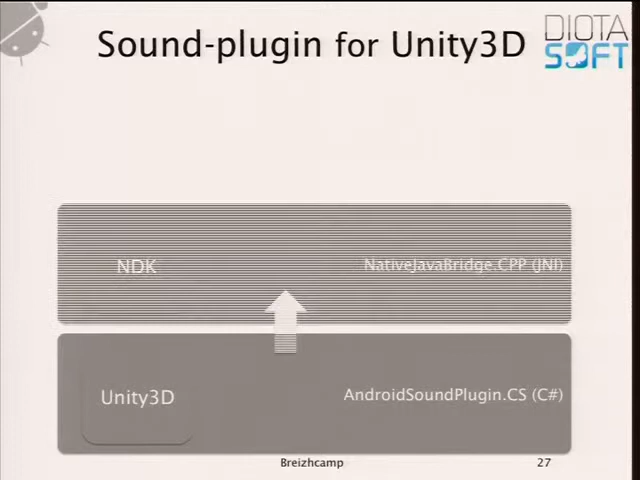 Sound-plugin for Unity3D
DIOTA
SOFT
NDK
NativeJavaBridge.CPP (JNI)
Unity3D
AndroidSoundPlugin.CS (C#)
Breizhcamp
27